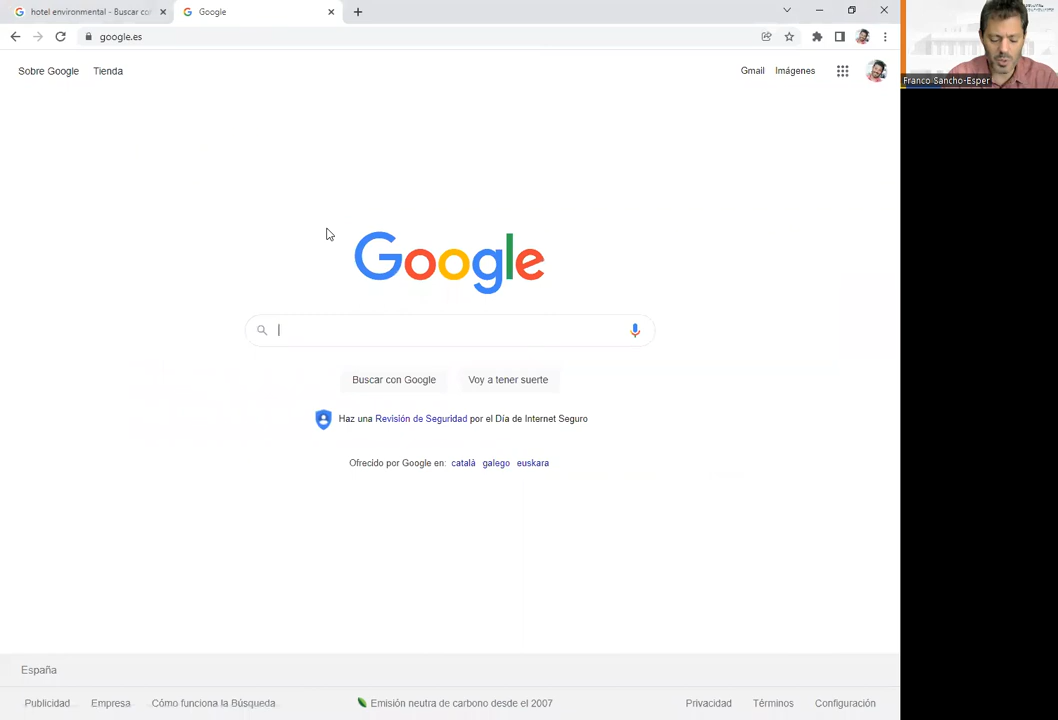 hotel environmental - Buscar co
Google
google.es
Sobre Google
Tienda
Gmail
Imágenes
Franco Sancho-Esper
Google
Buscar con Google
Voy a tener suerte
Haz una Revisión de Seguridad por el Día de Internet Seguro
Ofrecido por Google en: català galego euskara
España
Publicidad
Empresa
Cómo funciona la Búsqueda
Emisión neutra de carbono desde el 2007
Privacidad
Términos
Configuración